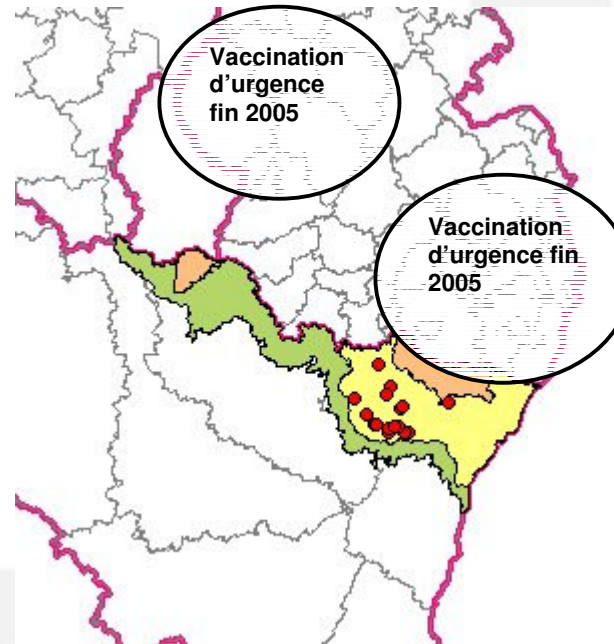 Vaccination
d'urgence
fin 2005
Vaccination
d'urgence fin
2005